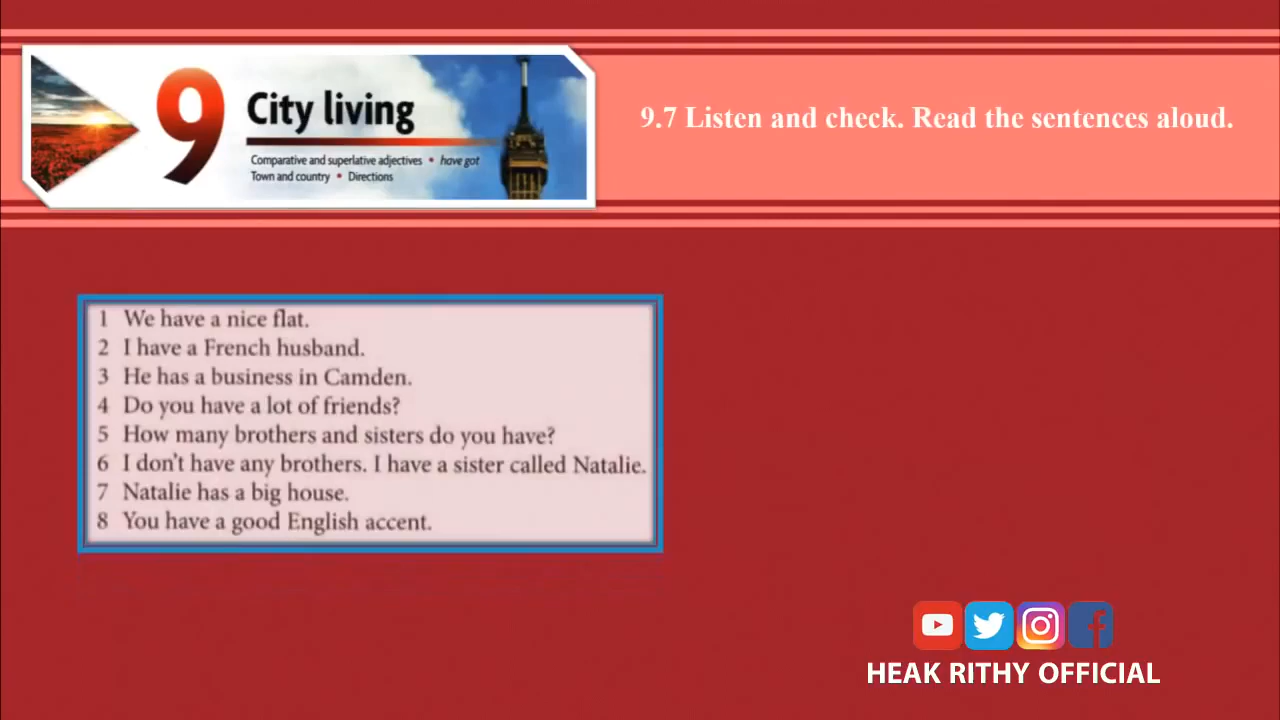 9 City living
Comparative and superlative adjectives • have got
Town and country • Directions
9.7 Listen and check. Read the sentences aloud.
1 We have a nice flat.
2 I have a French husband.
3 He has a business in Camden.
4 Do you have a lot of friends?
5 How many brothers and sisters do you have?
6 I don't have any brothers. I have a sister called Natalie.
7 Natalie has a big house.
8 You have a good English accent.
HEAK RITHY OFFICIAL